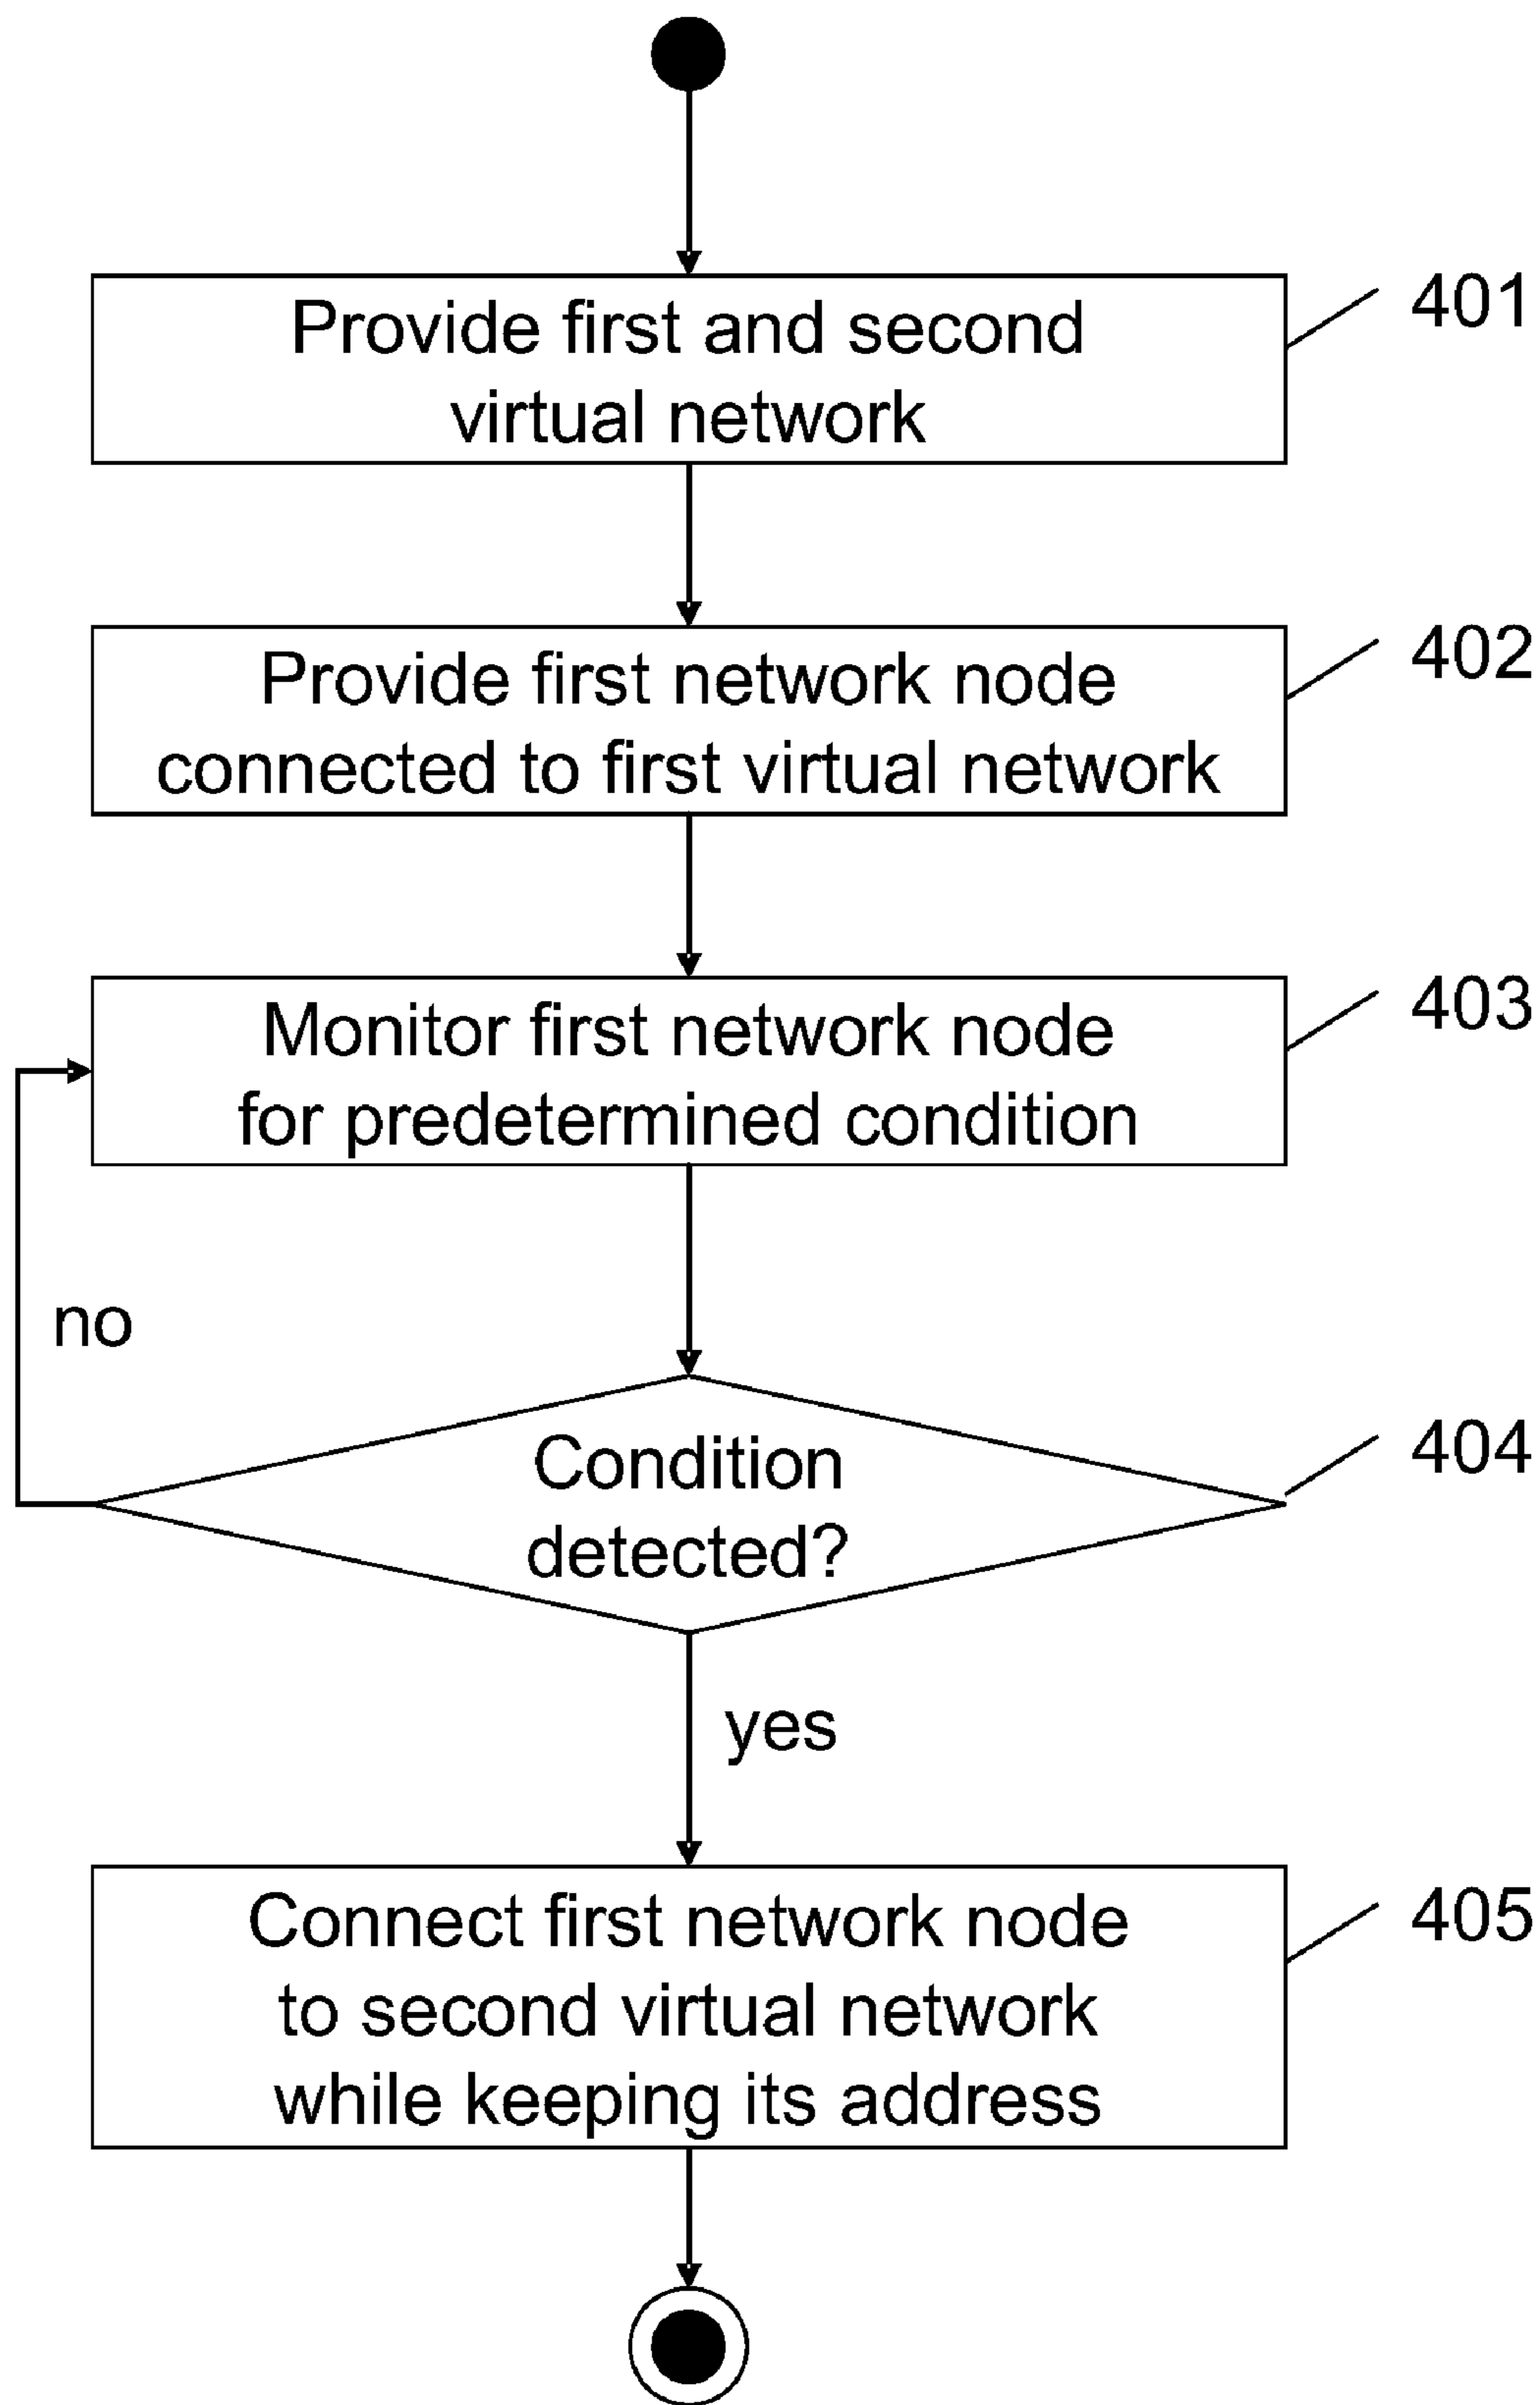 Provide first and second
virtual network
401
Provide first network node
connected to first virtual network
402
Monitor first network node
for predetermined condition
403
no
Condition
detected?
404
yes
Connect first network node
to second virtual network
while keeping its address
405